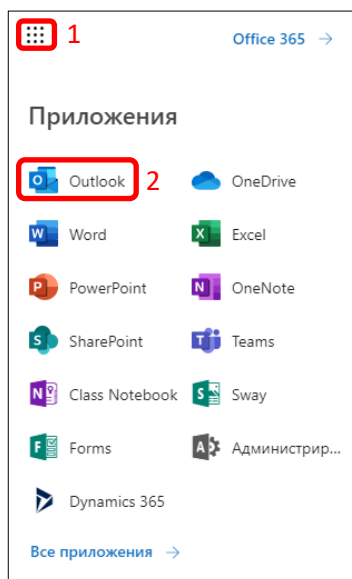 1
Office 365 →
Приложения
Outlook 2 OneDrive
Word Excel
PowerPoint OneNote
SharePoint Teams
Class Notebook Sway
Forms Администрир...
Dynamics 365
Все приложения →